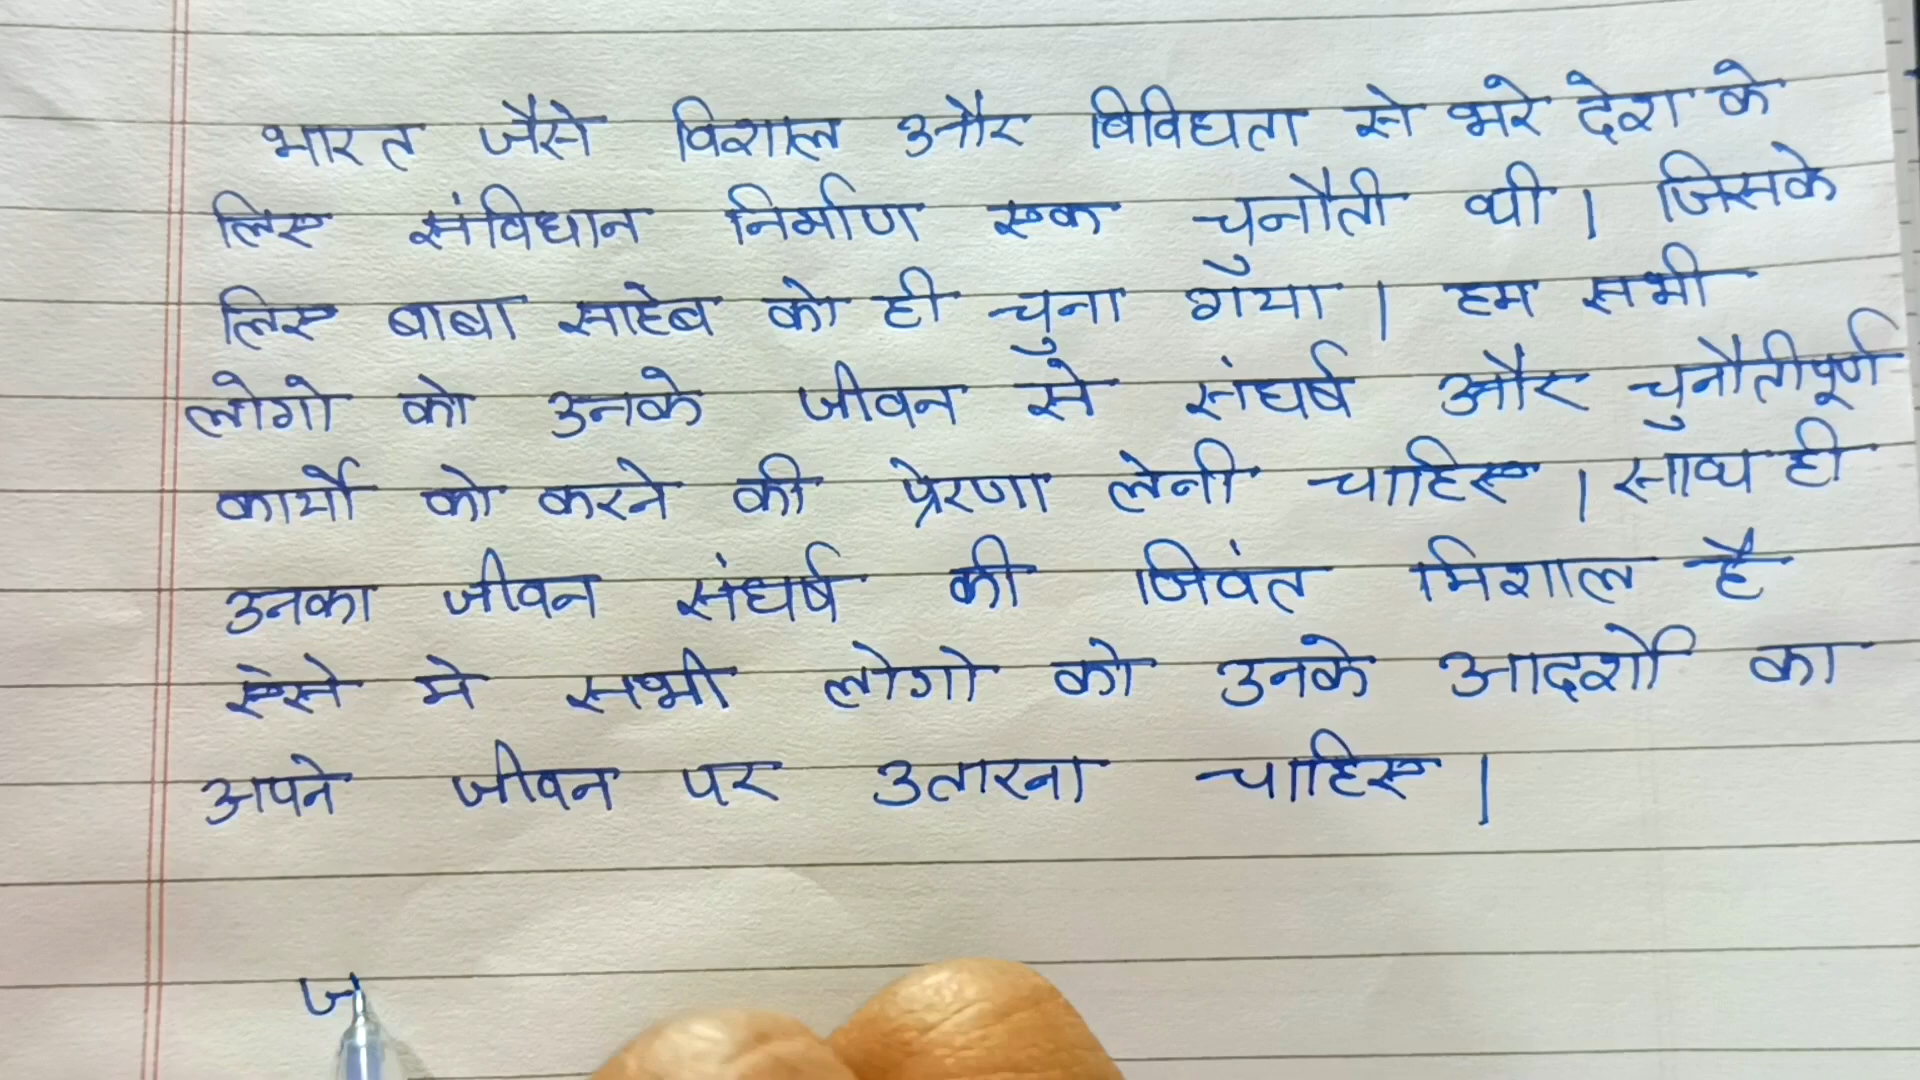 भारत जैसे विशाल और विविधता से भरे देश के
लिए संविधान निर्माण एक चुनौती थी। जिसके
लिए बाबा साहेब को ही चुना गया। हम सभी
लोगो को उनके जीवन से संघर्ष और चुनौतीपूर्ण
कार्यो को करने की प्रेरणा लेनी चाहिए। साथ ही
उनका जीवन संघर्ष की जिवंत मिशाल है
ऐसे मे सभी लोगो को उनके आदर्शो का
अपने जीवन पर उतारना चाहिए।